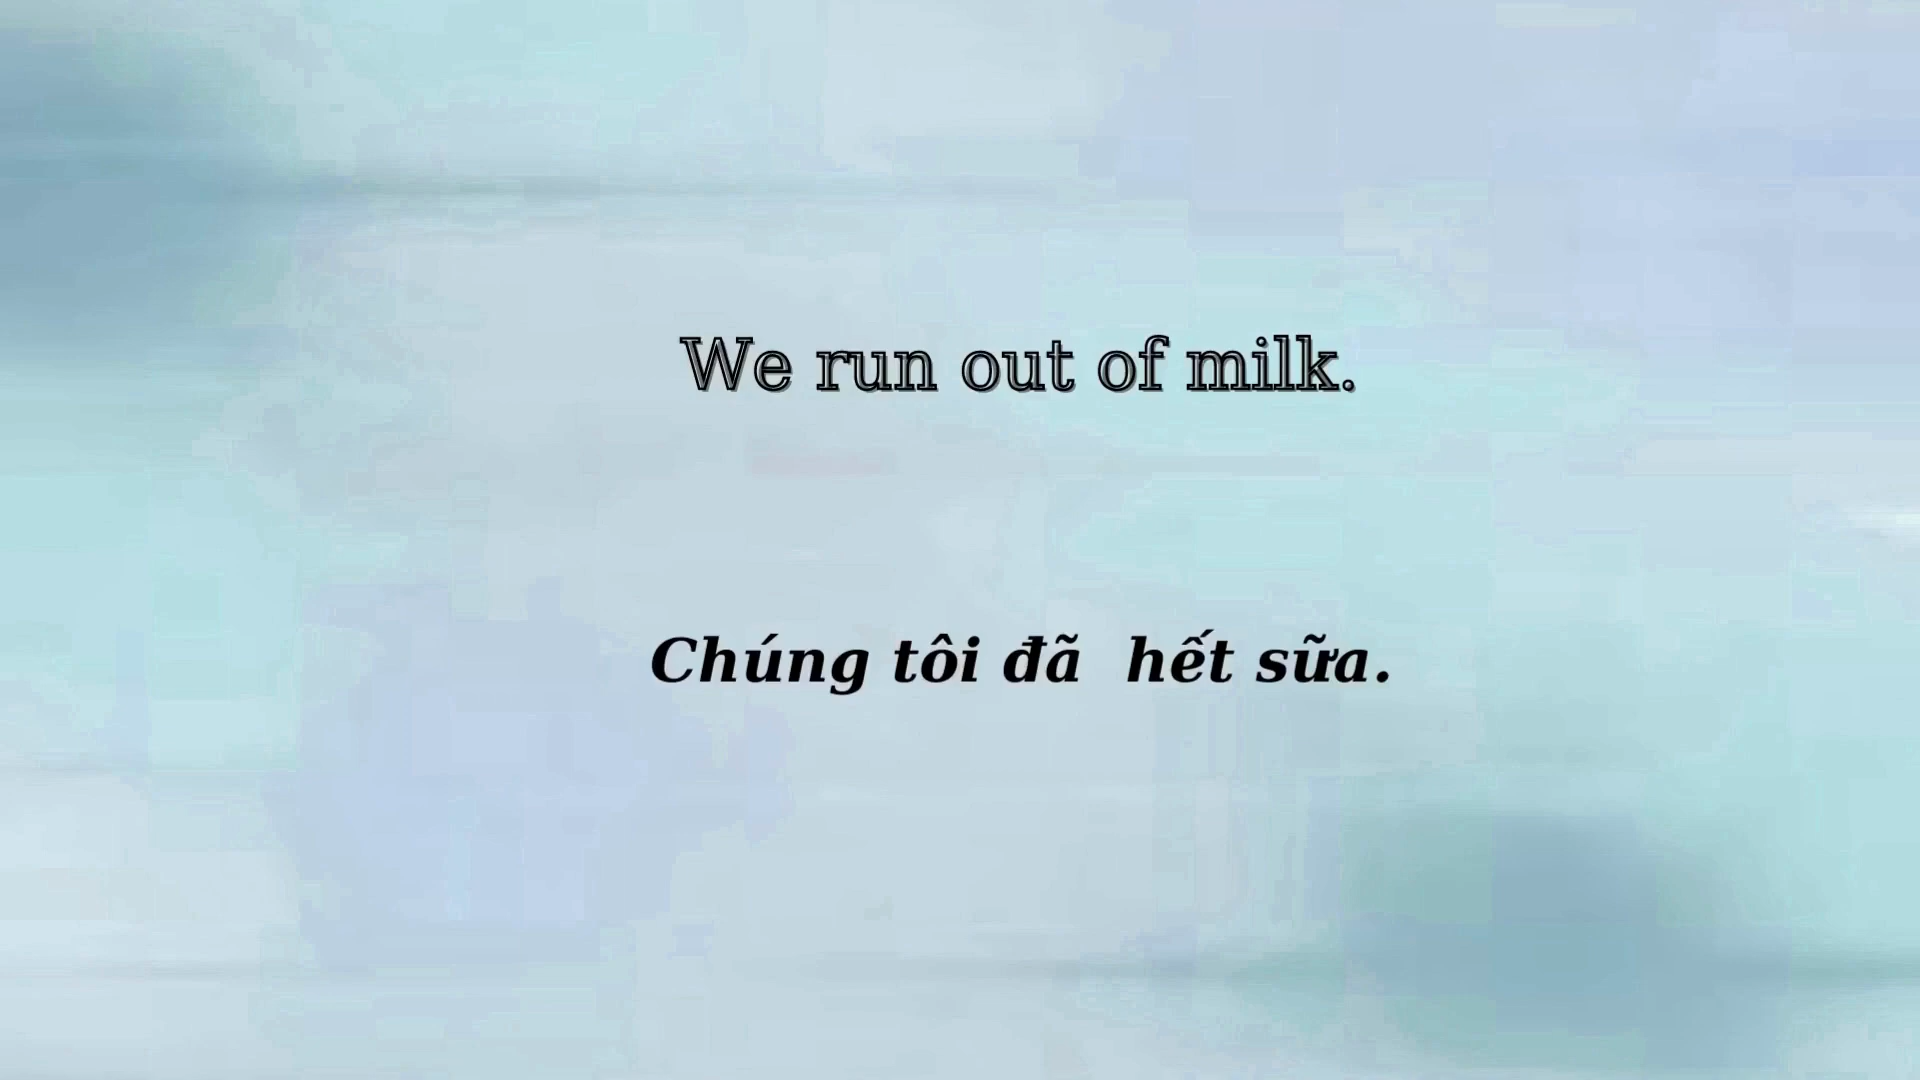 We run out of milk.
Chúng tôi đã  hết sữa.